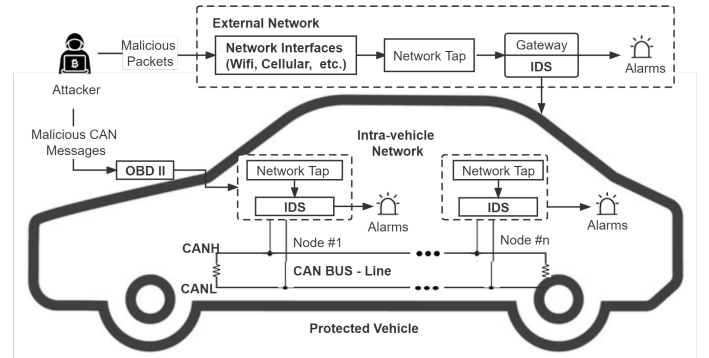 External Network
Malicious
Packets
Network Interfaces
(Wifi, Cellular, etc.)
Network Tap
Gateway
IDS
Alarms
Attacker
Malicious CAN
Messages
OBD II
Intra-vehicle
Network
Network Tap
IDS
Alarms
Node #1
Network Tap
IDS
Alarms
Node #n
CANH
CAN BUS - Line
CANL
Protected Vehicle